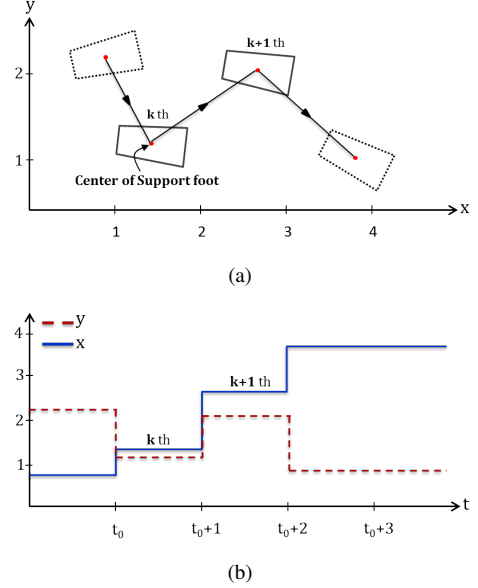 y
2
1
k+1 th
k th
Center of Support foot
1 2 3 4
x
(a)
4
3
2
1
y
x
k th
k+1 th
t
t₀ t₀+1 t₀+2 t₀+3
(b)